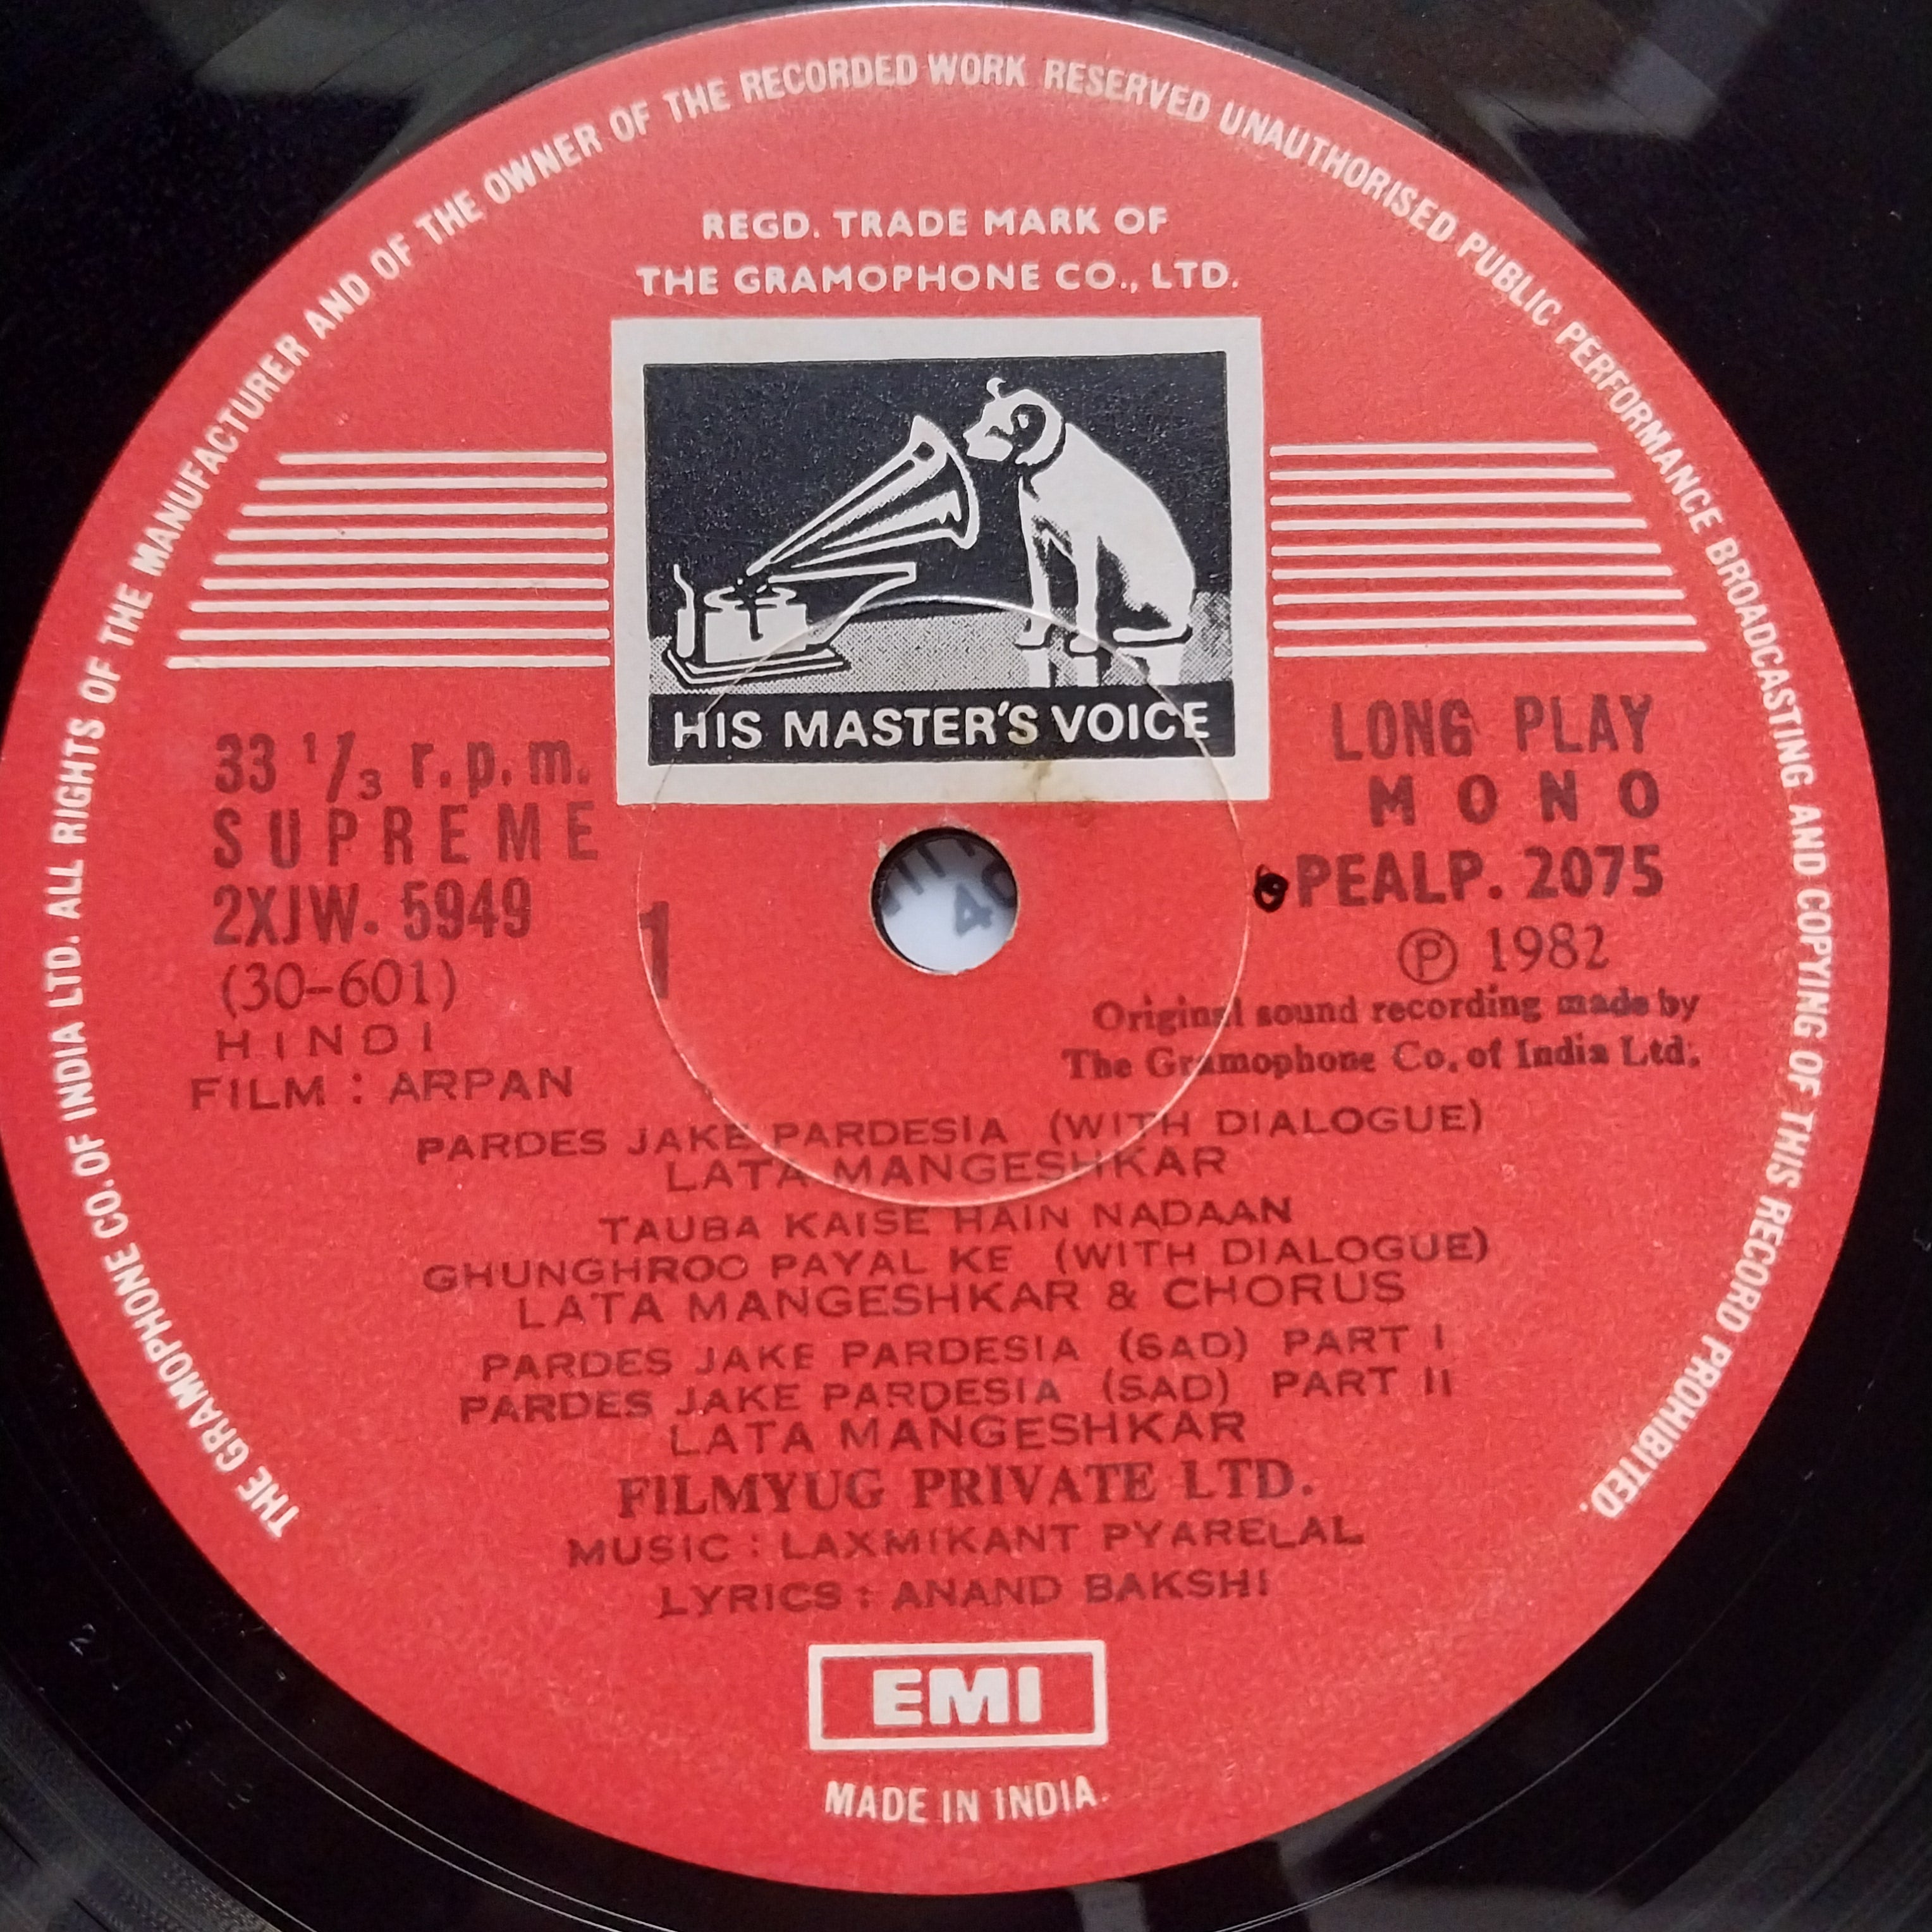 THE GRAMOPHONE CO. OF INDIA LTD. ALL RIGHTS OF THE MANUFACTURER AND OF THE OWNER OF THE RECORDED WORK RESERVED UNAUTHORISED PUBLIC PERFORMANCE BROADCASTING AND COPYING OF THIS RECORD PROHIBITED.
REGD. TRADE MARK OF
THE GRAMOPHONE CO., LTD.
HIS MASTER'S VOICE
33 1/3 r.p.m.
SUPREME
2XJW. 5949
(30-601)
HINDI
FILM : ARPAN
1
LONG PLAY
MONO
PEALP. 2075
Ⓟ 1982
Original sound recording made by
The Gramophone Co. of India Ltd.
PARDES JAKE PARDESIA (WITH DIALOGUE)
LATA MANGESHKAR
TAUBA KAISE HAIN NADAAN
GHUNGHROO PAYAL KE (WITH DIALOGUE)
LATA MANGESHKAR & CHORUS
PARDES JAKE PARDESIA (SAD) PART I
PARDES JAKE PARDESIA (SAD) PART II
LATA MANGESHKAR
FILMYUG PRIVATE LTD.
MUSIC : LAXMIKANT PYARELAL
LYRICS : ANAND BAKSHI
EMI
MADE IN INDIA